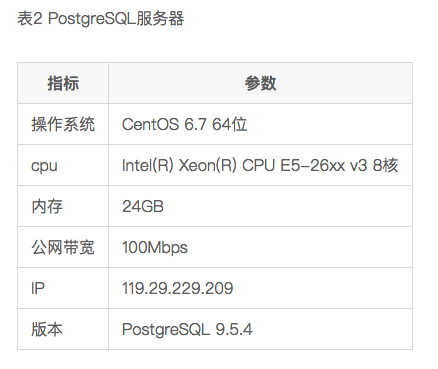 表2 PostgreSQL服务器
指标 参数
操作系统 CentOS 6.7 64位
cpu Intel(R) Xeon(R) CPU E5-26xx v3 8核
内存 24GB
公网带宽 100Mbps
IP 119.29.229.209
版本 PostgreSQL 9.5.4